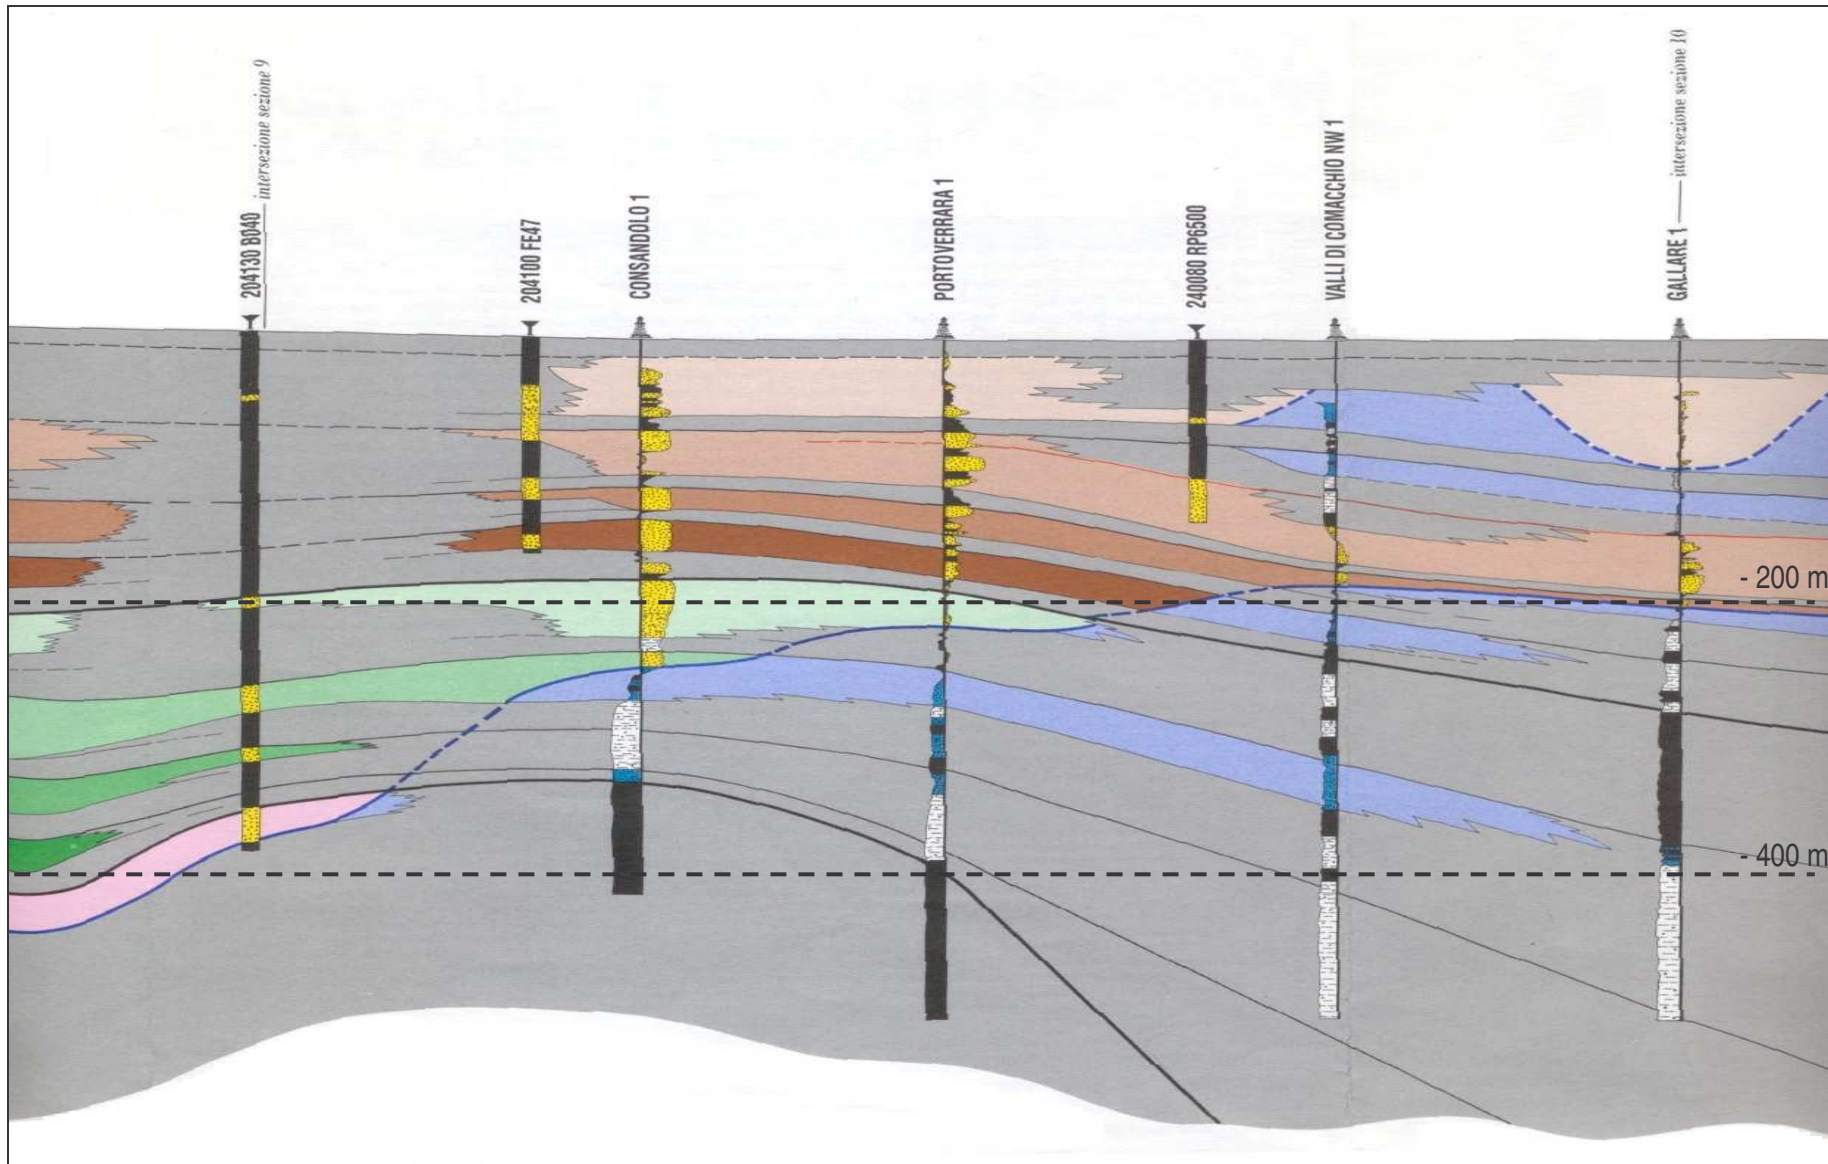 204130 B040
intersezione sezione 9
204100 FE47
CONSANDOLO 1
PORTOVERRARA 1
240080 RP6500
VALLI DI COMACCHIO NW 1
GALLARE 1
intersezione sezione 10
- 200 m
- 400 m